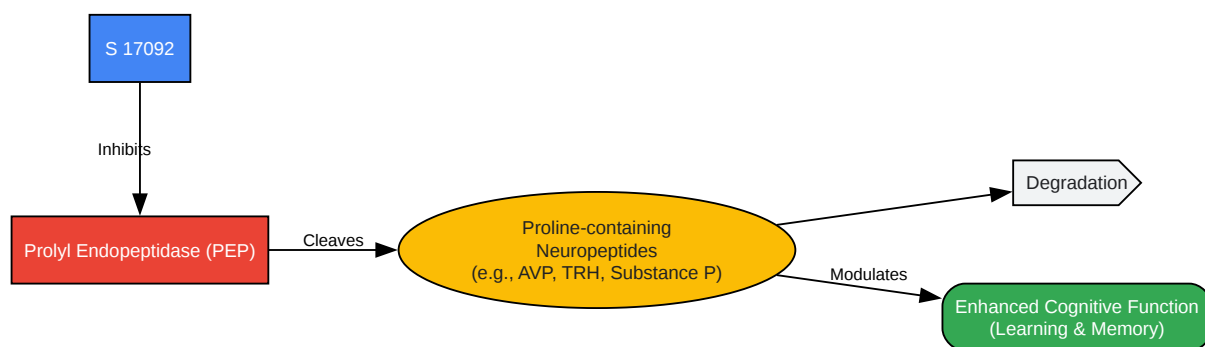 S 17092
Inhibits
Prolyl Endopeptidase (PEP)
Cleaves
Proline-containing
Neuropeptides
(e.g., AVP, TRH, Substance P)
Degradation
Modulates
Enhanced Cognitive Function
(Learning & Memory)